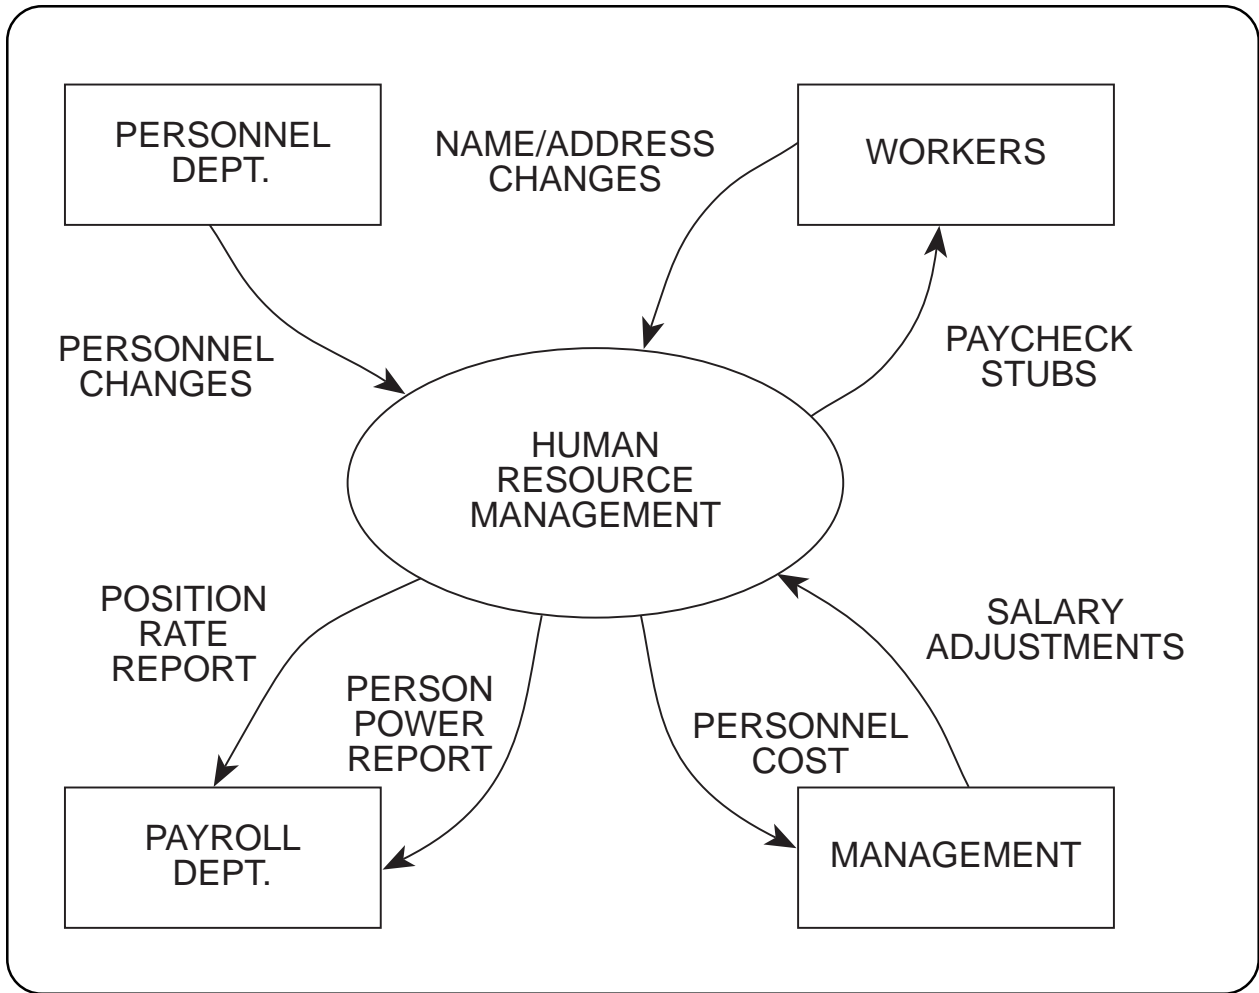 PERSONNEL
DEPT.
NAME/ADDRESS
CHANGES
WORKERS
PERSONNEL
CHANGES
PAYCHECK
STUBS
HUMAN
RESOURCE
MANAGEMENT
POSITION
RATE
REPORT
PERSON
POWER
REPORT
PERSONNEL
COST
SALARY
ADJUSTMENTS
PAYROLL
DEPT.
MANAGEMENT